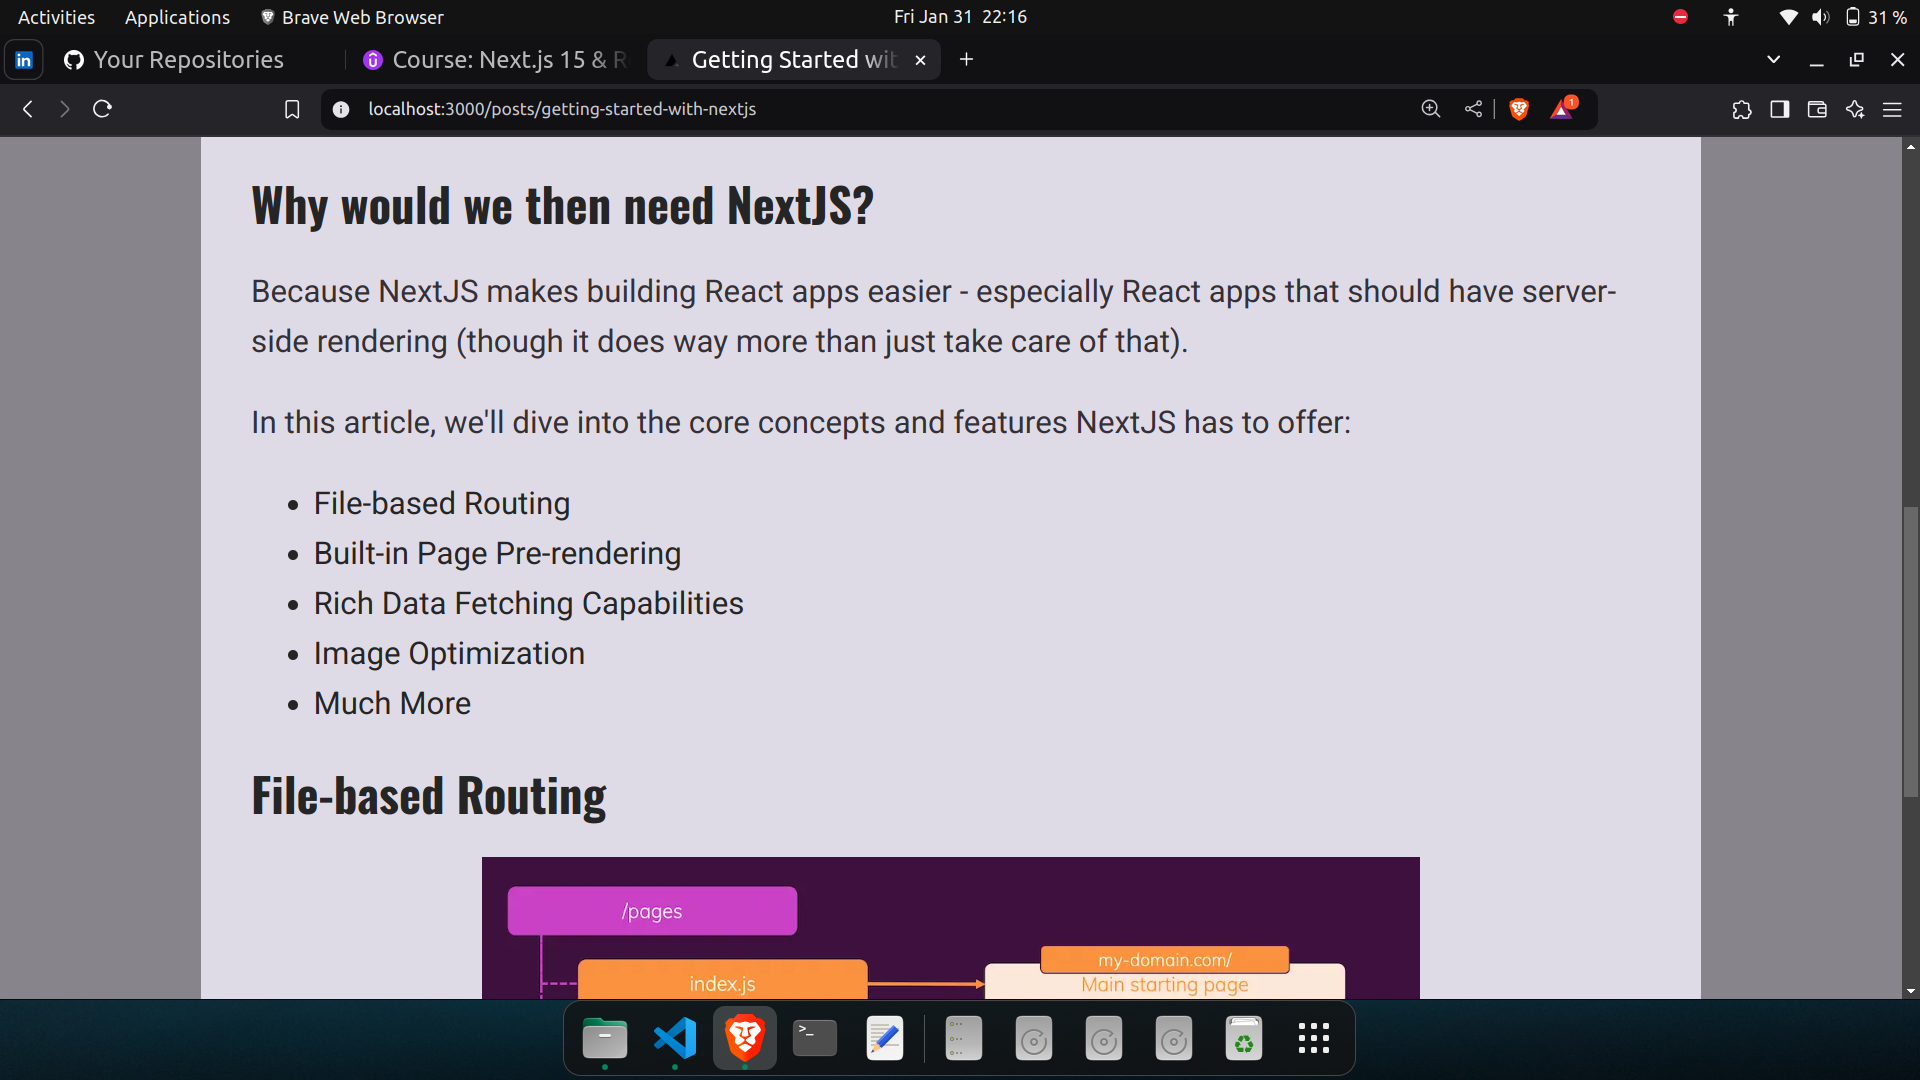 Activities Applications Brave Web Browser Fri Jan 31 22:16 31 %
in Your Repositories Course: Next.js 15 & R Getting Started wit
localhost:3000/posts/getting-started-with-nextjs 1
Why would we then need NextJS?
Because NextJS makes building React apps easier - especially React apps that should have server-
side rendering (though it does way more than just take care of that).
In this article, we'll dive into the core concepts and features NextJS has to offer:
• File-based Routing
• Built-in Page Pre-rendering
• Rich Data Fetching Capabilities
• Image Optimization
• Much More
File-based Routing
/pages
my-domain.com/
index.js Main starting page
>_